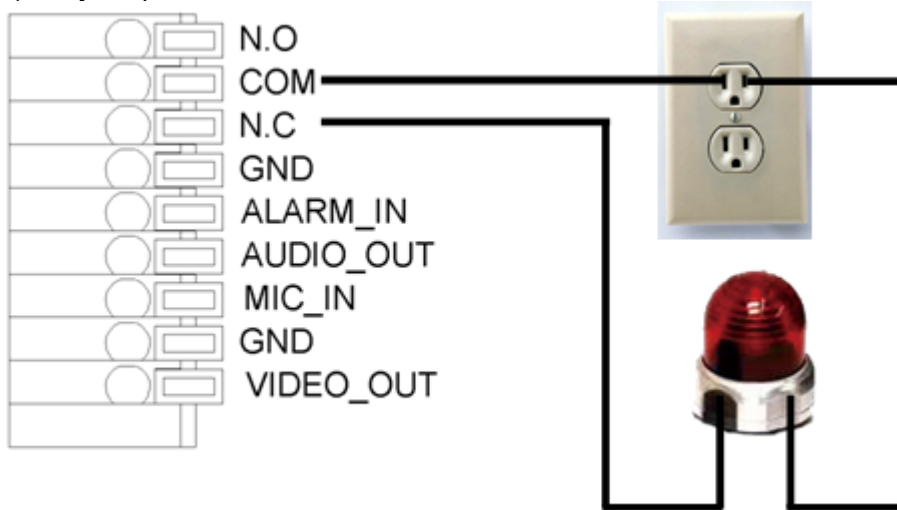 N.O
COM
N.C
GND
ALARM_IN
AUDIO_OUT
MIC_IN
GND
VIDEO_OUT